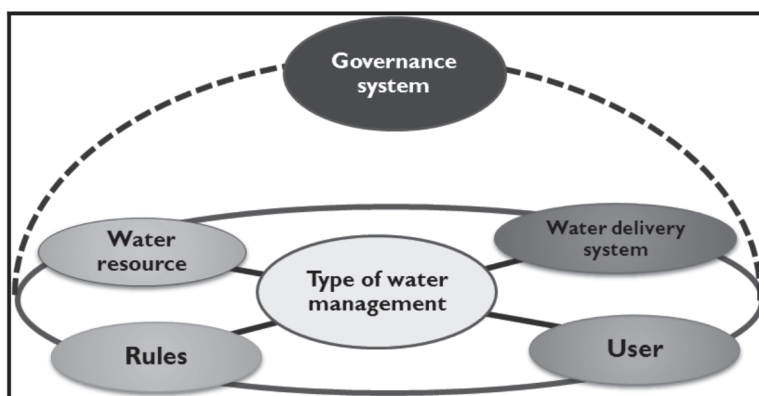 Governance
system
Water
resource
Water delivery
system
Type of water
management
Rules
User